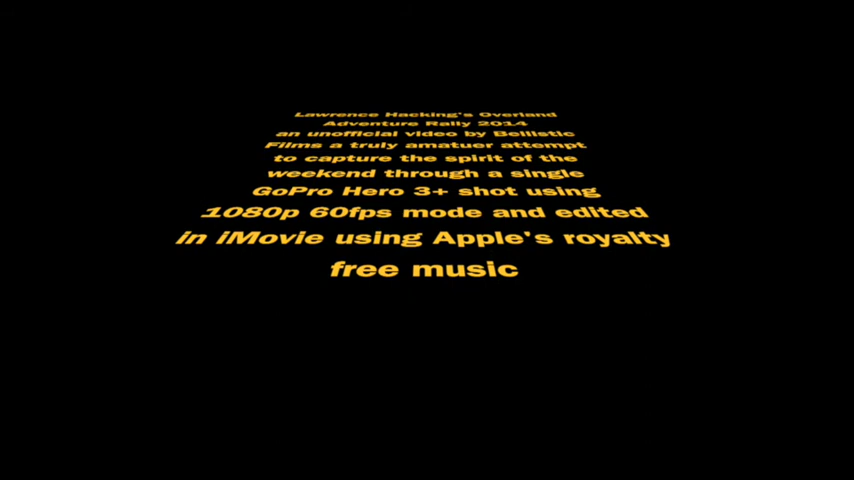 Lawrence Hacking's Overland
Adventure Rally 2014
an unofficial video by Bellistic
Films a truly amatuer attempt
to capture the spirit of the
weekend through a single
GoPro Hero 3+ shot using
1080p 60fps mode and edited
in iMovie using Apple's royalty
free music